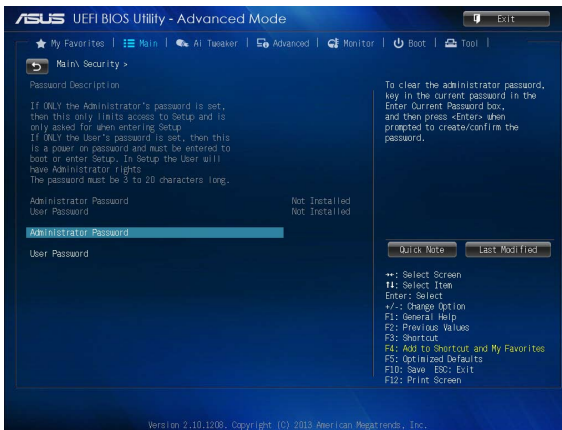 ASUS UEFI BIOS Utility - Advanced Mode
Exit
My Favorites | Main | Ai Tweaker | Advanced | Monitor | Boot | Tool |
Main\ Security >
Password Description
If ONLY the Administrator's password is set,
then this only limits access to Setup and is
only asked for when entering Setup
If ONLY the User's password is set, then this
is a power on password and must be entered to
boot or enter Setup. In Setup the User will
have Administrator rights
The password must be 3 to 20 characters long.
Administrator Password Not Installed
User Password Not Installed
Administrator Password
User Password
To clear the administrator password,
key in the current password in the
Enter Current Password box,
and then press <Enter> when
prompted to create/confirm the
password.
Quick Note Last Modified
→←: Select Screen
↑↓: Select Item
Enter: Select
+/-: Change Option
F1: General Help
F2: Previous Values
F3: Shortcut
F4: Add to Shortcut and My Favorites
F5: Optimized Defaults
F10: Save ESC: Exit
F12: Print Screen
Version 2.10.1208. Copyright (C) 2013 American Megatrends, Inc.